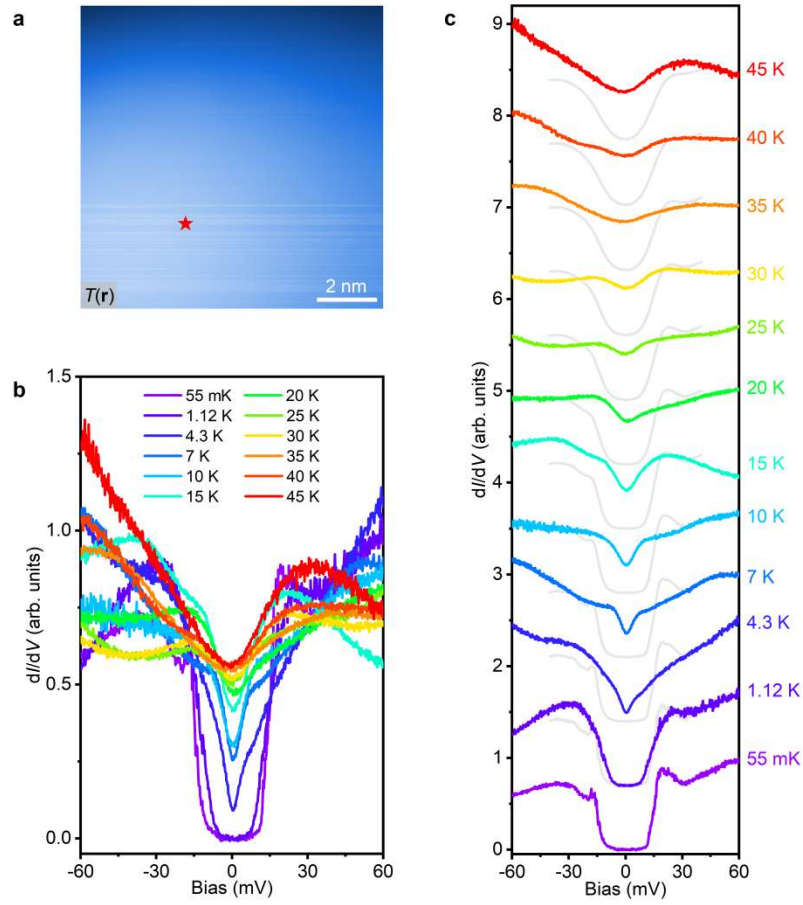 a
T(r)
2 nm
b
1.5
1.0
0.5
0.0
dI/dV (arb. units)
55 mK
1.12 K
4.3 K
7 K
10 K
15 K
20 K
25 K
30 K
35 K
40 K
45 K
-60
-30
0
30
60
Bias (mV)
c
9
8
7
6
5
4
3
2
1
0
dI/dV (arb. units)
45 K
40 K
35 K
30 K
25 K
20 K
15 K
10 K
7 K
4.3 K
1.12 K
55 mK
-60
-30
0
30
60
Bias (mV)